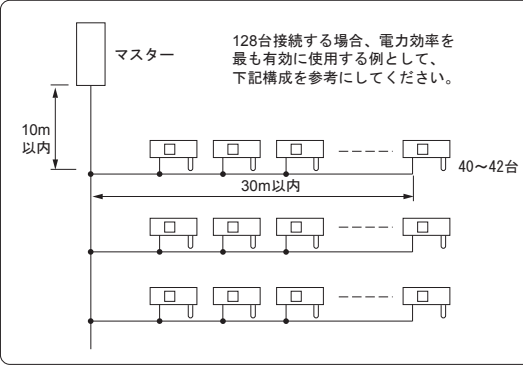 マスター
128台接続する場合、電力効率を
最も有効に使用する例として、
下記構成を参考にしてください。
10m
以内
40～42台
30m以内